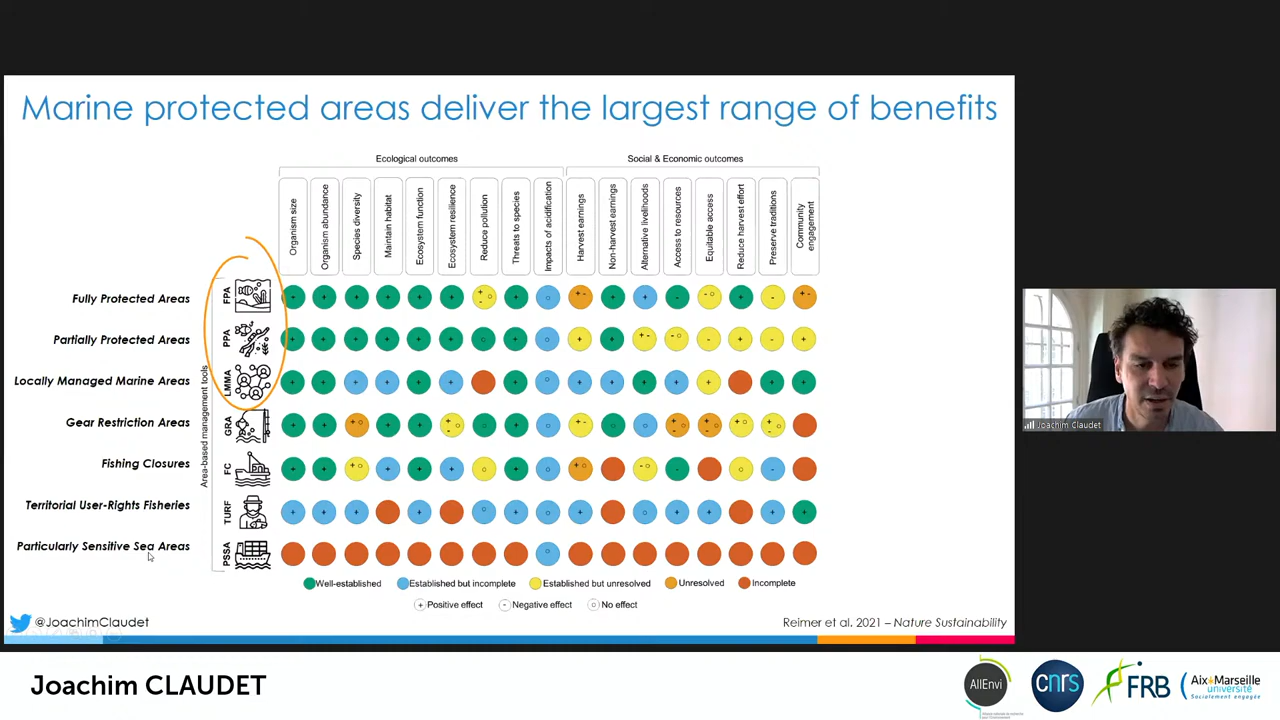 Marine protected areas deliver the largest range of benefits
Ecological outcomes
Social & Economic outcomes
Organism size
Organism abundance
Species diversity
Maintain habitat
Ecosystem function
Ecosystem resilience
Reduce pollution
Threats to species
Impacts of acidification
Harvest earnings
Non-harvest earnings
Alternative livelihoods
Access to resources
Equitable access
Reduce harvest effort
Preserve traditions
Community
engagement
Area-based management tools
Fully Protected Areas
FPA
Partially Protected Areas
PPA
Locally Managed Marine Areas
LMMA
Gear Restriction Areas
GRA
Fishing Closures
FC
Territorial User-Rights Fisheries
TURF
Particularly Sensitive Sea Areas
PSSA
Well-established
Established but incomplete
Established but unresolved
Unresolved
Incomplete
+ Positive effect
- Negative effect
○ No effect
@JoachimClaudet
Reimer et al. 2021 – Nature Sustainability
Joachim Claudet
Joachim CLAUDET
AllEnvi
cnrs
FRB
Aix*Marseille
université
Socialement engagée